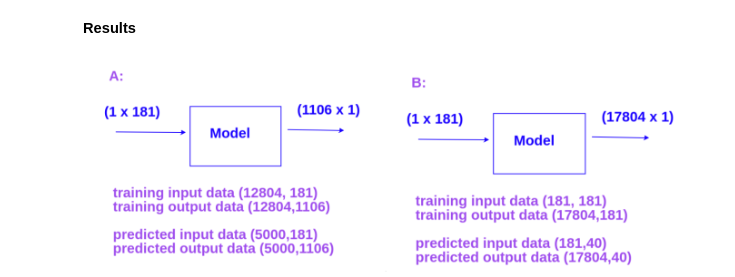 Results
A:
(1 x 181)
Model
(1106 x 1)
training input data (12804, 181)
training output data (12804,1106)
predicted input data (5000,181)
predicted output data (5000,1106)
B:
(1 x 181)
Model
(17804 x 1)
training input data (181, 181)
training output data (17804,181)
predicted input data (181,40)
predicted output data (17804,40)